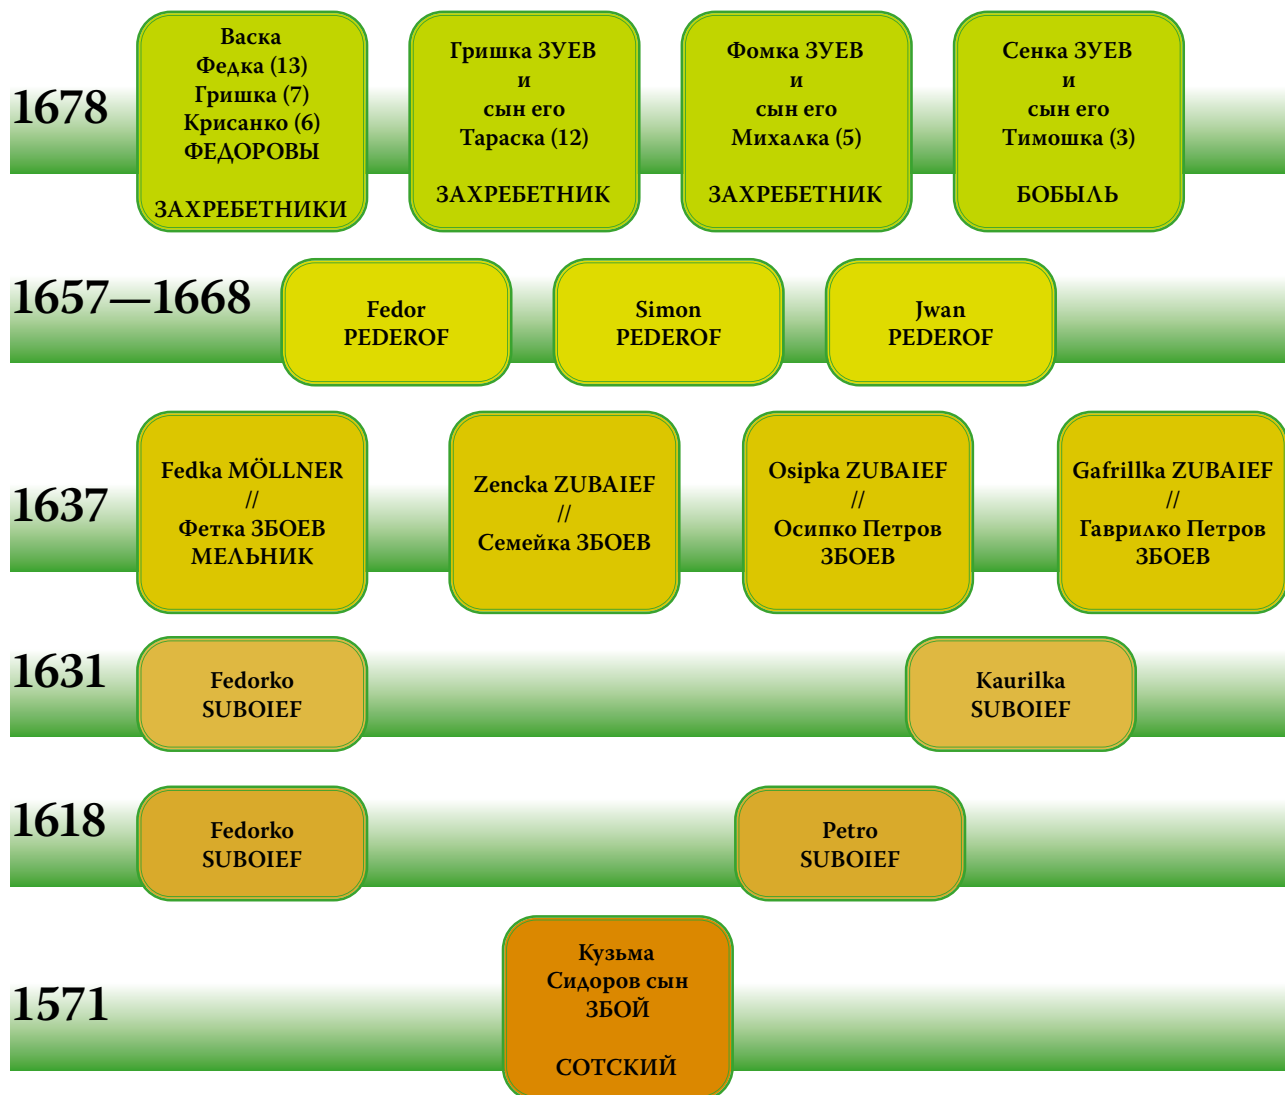 1678
Васка
Федка (13)
Гришка (7)
Крисанко (6)
ФЕДОРОВЫ
ЗАХРЕБЕТНИКИ
Гришка ЗУЕВ
и
сын его
Тараска (12)
ЗАХРЕБЕТНИК
Фомка ЗУЕВ
и
сын его
Михалка (5)
ЗАХРЕБЕТНИК
Сенка ЗУЕВ
и
сын его
Тимошка (3)
БОБЫЛЬ
1657—1668
Fedor
PEDEROF
Simon
PEDEROF
Jwan
PEDEROF
1637
Fedka MÖLLNER
//
Фетка ЗБОЕВ
МЕЛЬНИК
Zencka ZUBAIEF
//
Семейка ЗБОЕВ
Osipka ZUBAIEF
//
Осипко Петров
ЗБОЕВ
Gafrillka ZUBAIEF
//
Гаврилко Петров
ЗБОЕВ
1631
Fedorko
SUBOIEF
Kaurilka
SUBOIEF
1618
Fedorko
SUBOIEF
Petro
SUBOIEF
1571
Кузьма
Сидоров сын
ЗБОЙ
СОТСКИЙ